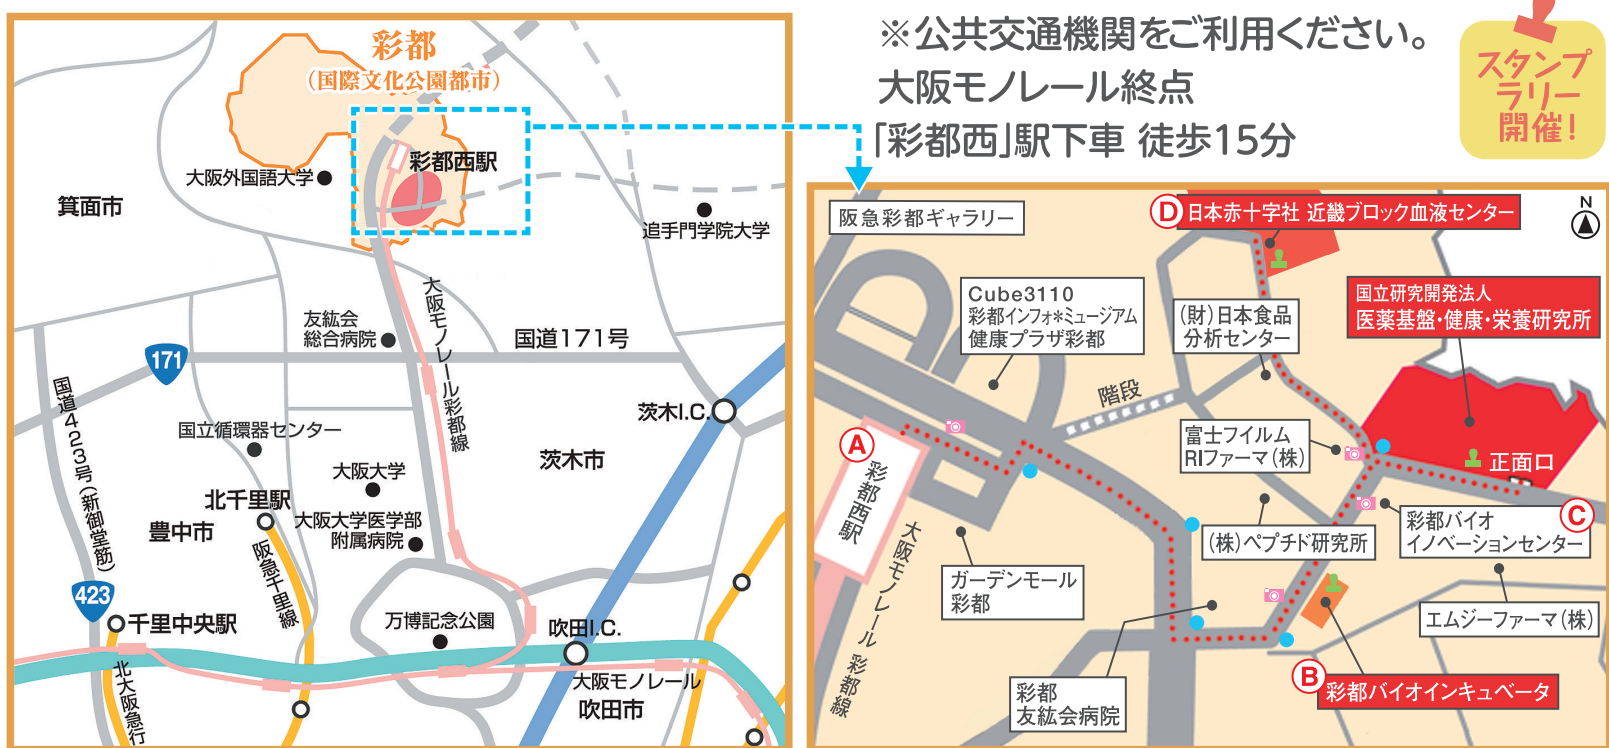 ※公共交通機関をご利用ください。
大阪モノレール終点
「彩都西」駅下車 徒歩15分
スタンプ
ラリー
開催!
彩都
(国際文化公園都市)
彩都西駅
大阪外国語大学
箕面市
追手門学院大学
大阪モノレール彩都線
友紘会
総合病院
国道171号
171
国道423号(新御堂筋)
茨木I.C.
国立循環器センター
茨木市
大阪大学
北千里駅
大阪大学医学部
附属病院
豊中市
阪急千里線
423
千里中央駅
万博記念公園
吹田I.C.
大阪モノレール
吹田市
北大阪急行
阪急彩都ギャラリー
D
日本赤十字社 近畿ブロック血液センター
N
Cube3110
彩都インフォ*ミュージアム
健康プラザ彩都
(財)日本食品
分析センター
国立研究開発法人
医薬基盤・健康・栄養研究所
階段
A
彩都西駅
富士フイルム
RIファーマ(株)
正面口
大阪モノレール 彩都線
(株)ペプチド研究所
彩都バイオ
イノベーションセンター
C
ガーデンモール
彩都
エムジーファーマ(株)
彩都
友紘会病院
B
彩都バイオインキュベータ